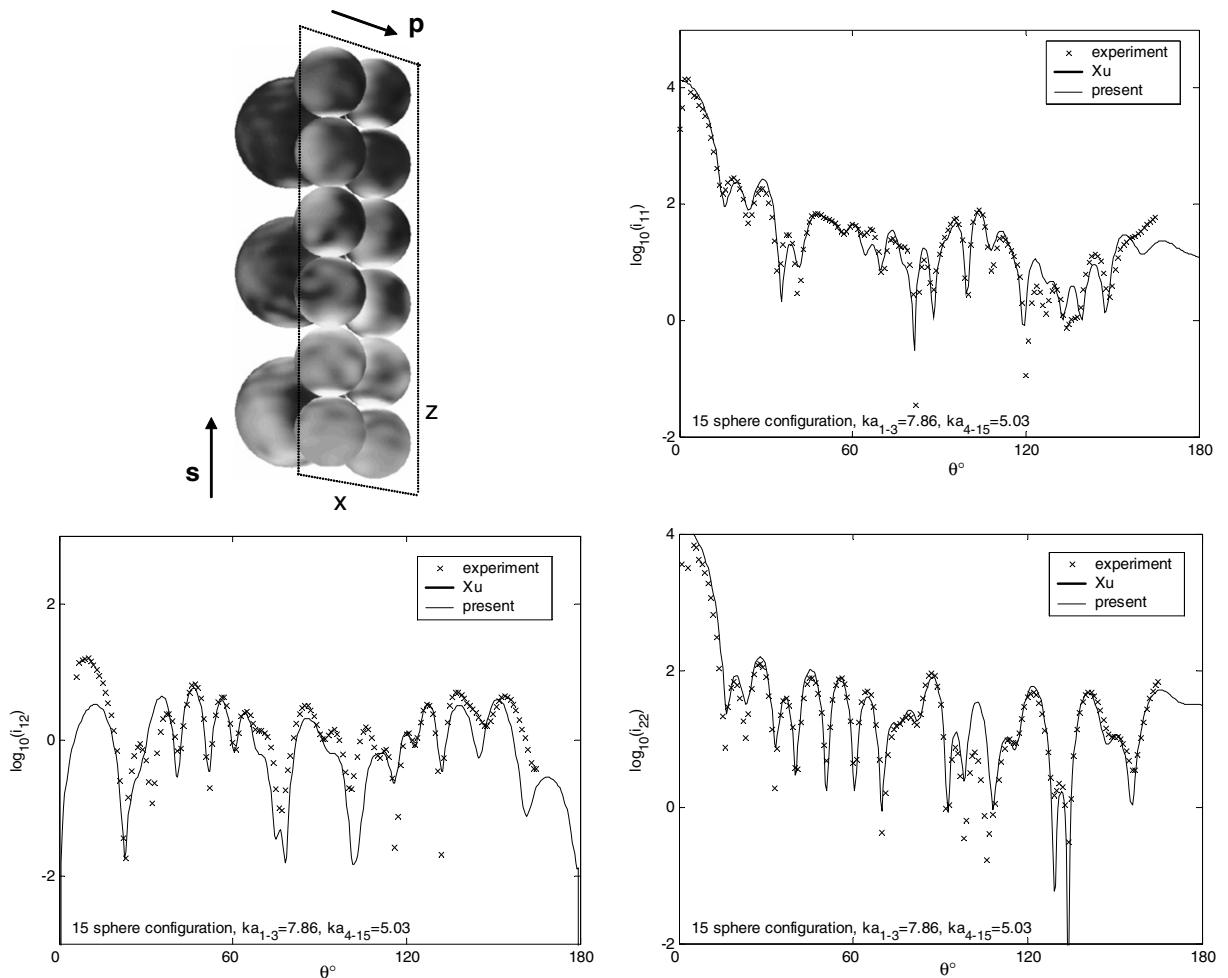 p
s
z
x
4
2
0
-2
0
60
120
180
log₁₀(i₁₁)
θ°
× experiment
Xu
present
15 sphere configuration, ka₁₋₃=7.86, ka₄₋₁₅=5.03
2
0
-2
0
60
120
180
log₁₀(i₁₂)
θ°
× experiment
Xu
present
15 sphere configuration, ka₁₋₃=7.86, ka₄₋₁₅=5.03
4
2
0
-2
0
60
120
180
log₁₀(i₂₂)
θ°
× experiment
Xu
present
15 sphere configuration, ka₁₋₃=7.86, ka₄₋₁₅=5.03